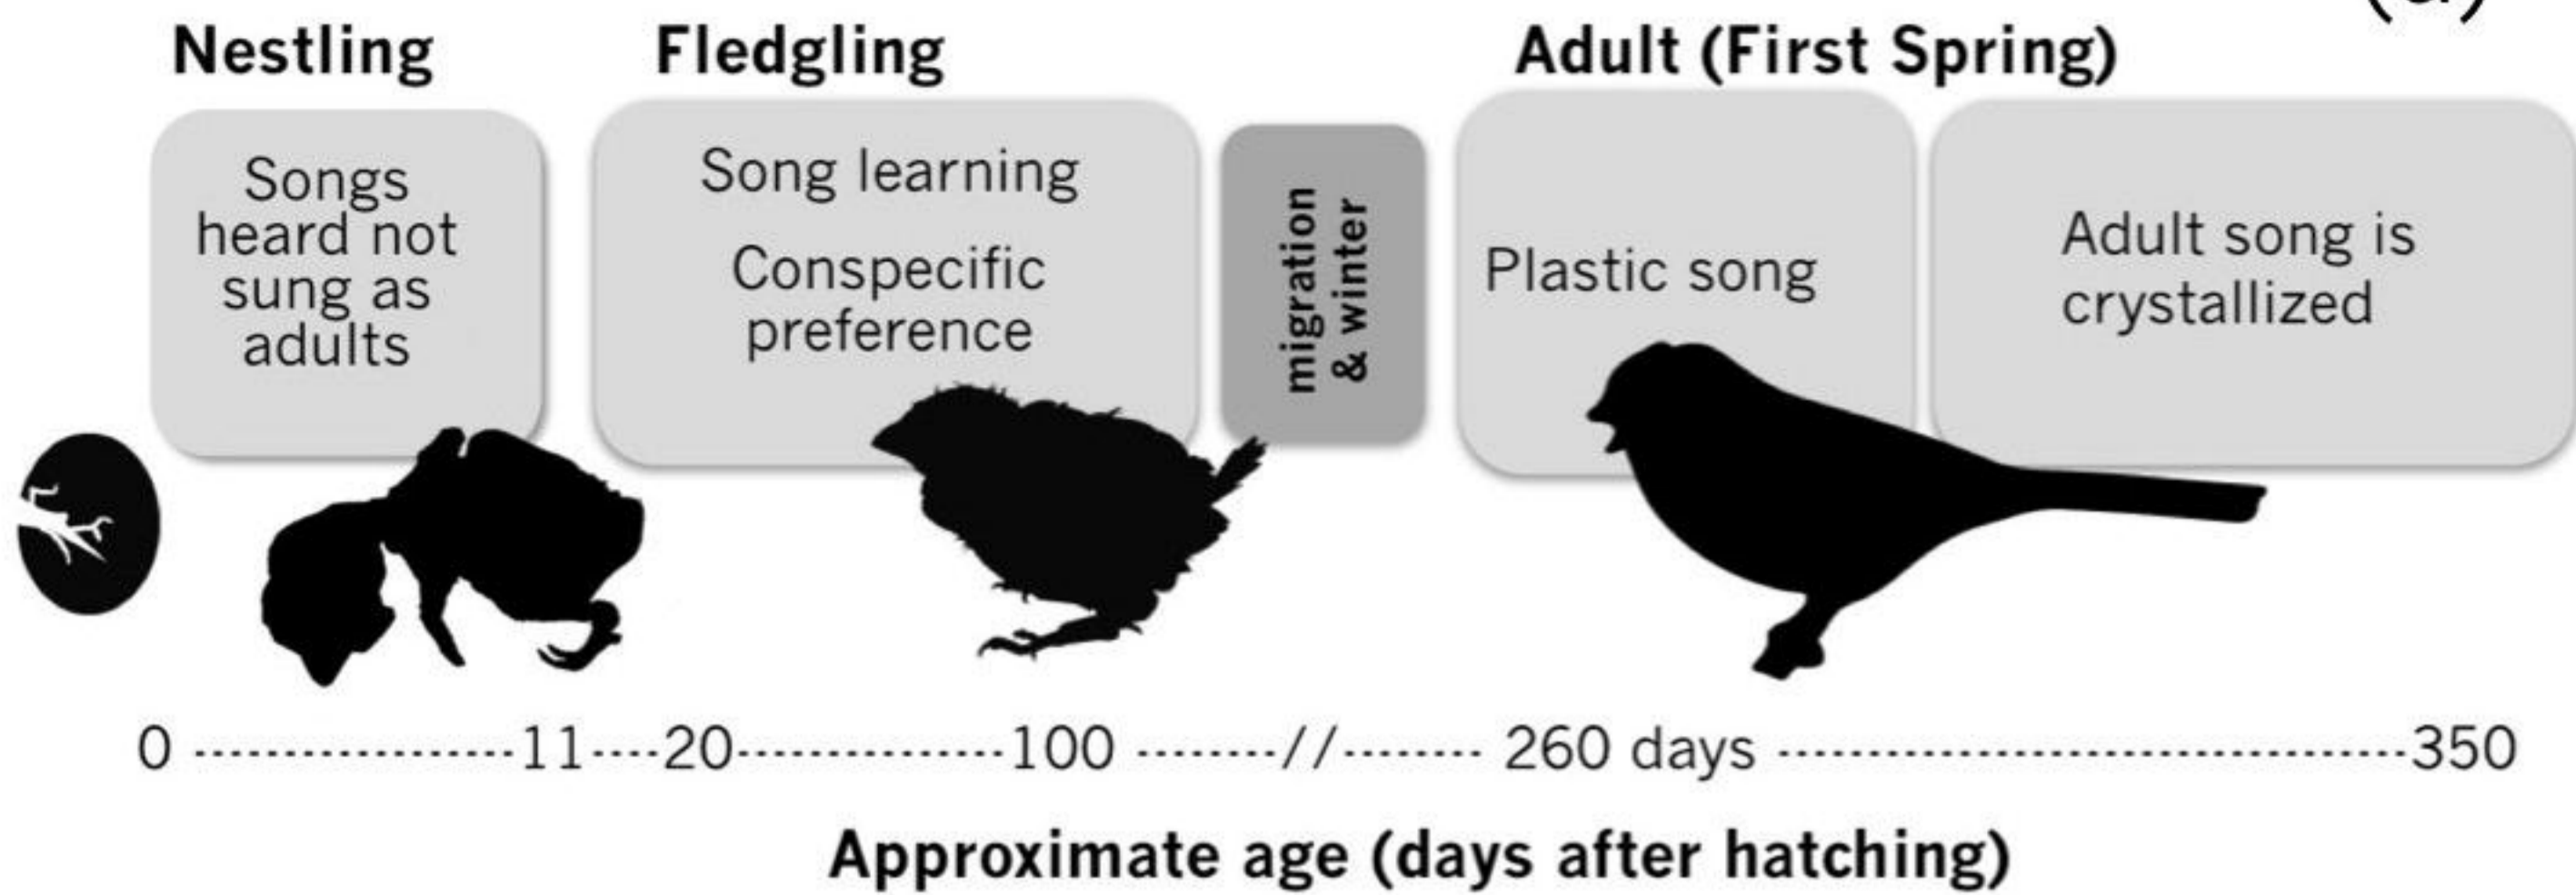 Nestling
Fledgling
Adult (First Spring)
Songs
heard not
sung as
adults
Song learning
Conspecific
preference
migration
& winter
Plastic song
Adult song is
crystallized
0 ------------------11----20---------------100 --------//-------- 260 days -----------------------------------350
Approximate age (days after hatching)